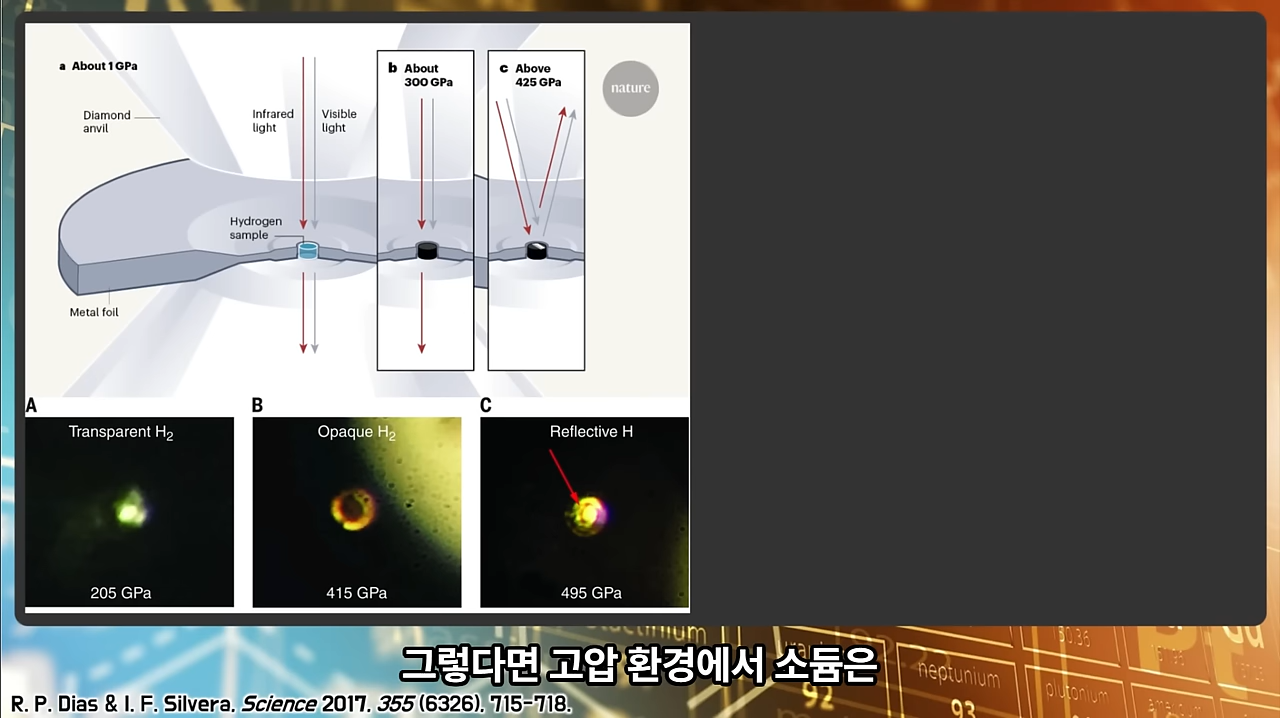 a About 1 GPa
Diamond
anvil
Infrared
light
Visible
light
Hydrogen
sample
Metal foil
b About
300 GPa
c Above
425 GPa
nature
A
Transparent H₂
205 GPa
B
Opaque H₂
415 GPa
C
Reflective H
495 GPa
그렇다면 고압 환경에서 소듐은
neptunium
plutonium
92
93
R. P. Dias & I. F. Silvera. Science 2017. 355 (6326). 715-718.